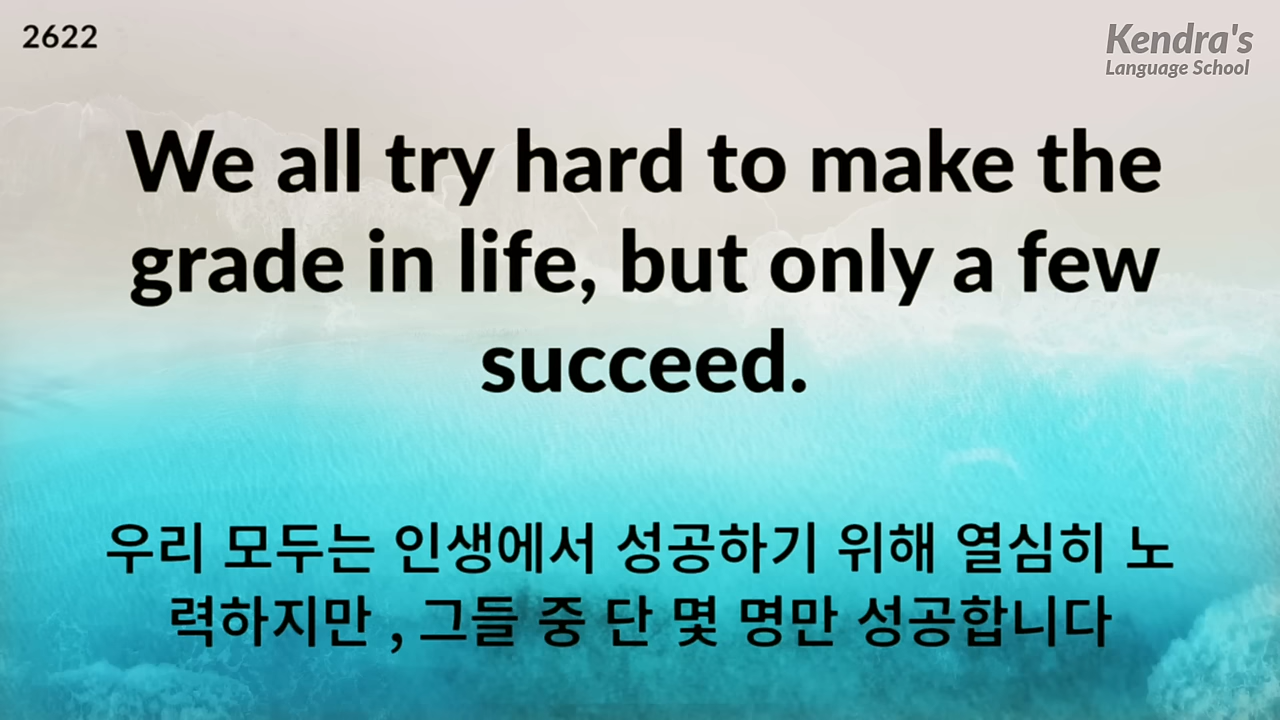 2622
Kendra's
Language School
We all try hard to make the
grade in life, but only a few
succeed.
우리 모두는 인생에서 성공하기 위해 열심히 노
력하지만 , 그들 중 단 몇 명만 성공합니다